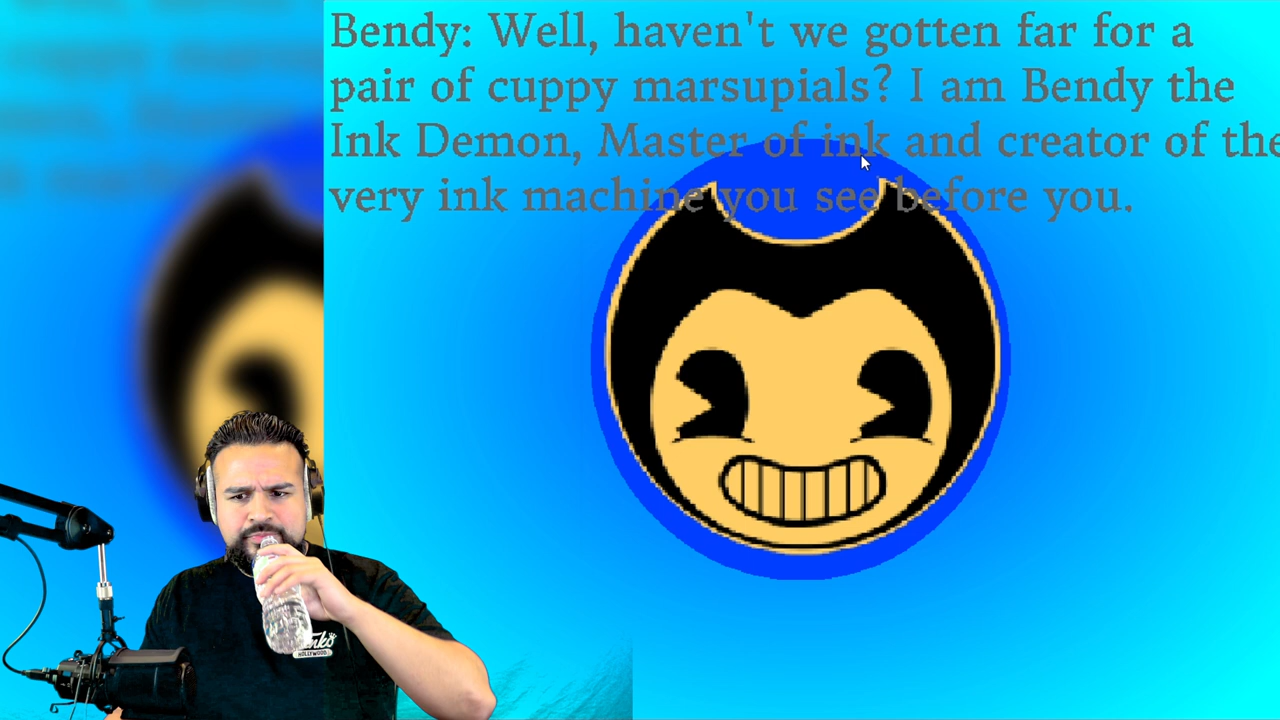 Bendy: Well, haven't we gotten far for a
pair of cuppy marsupials? I am Bendy the
Ink Demon, Master of ink and creator of the
very ink machine you see before you.
HOLLYWOOD